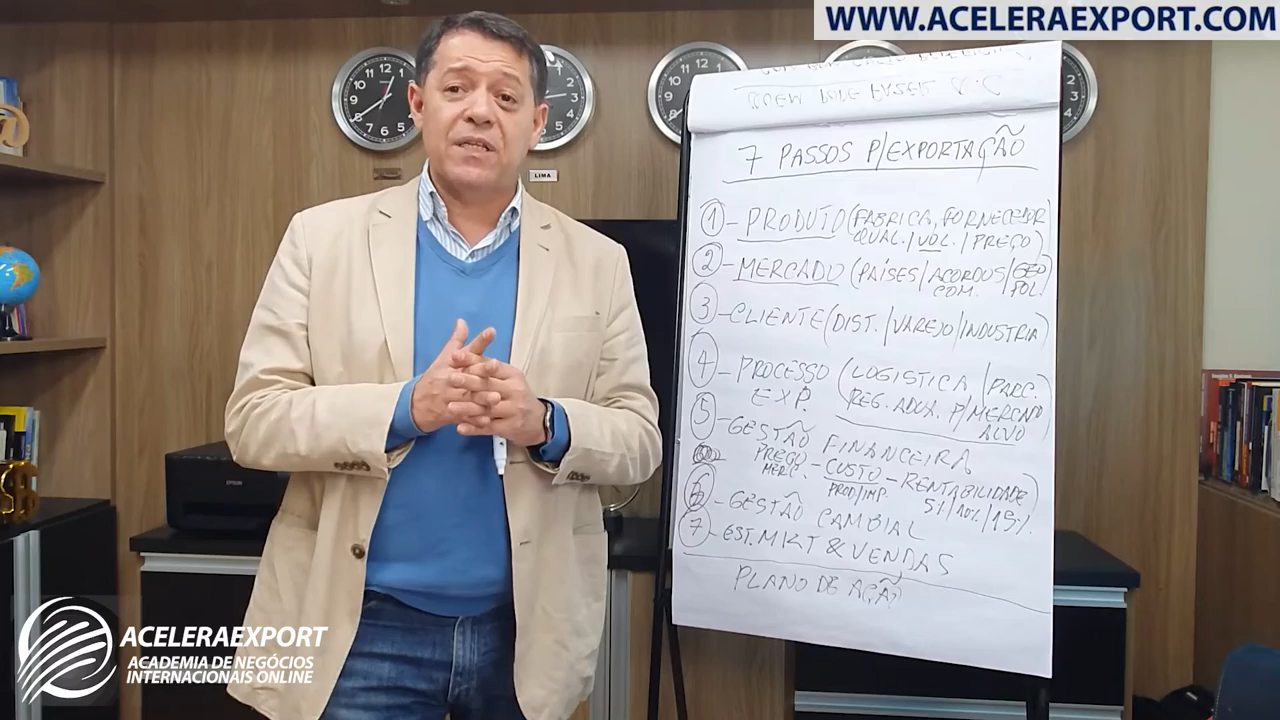 WWW.ACELERAEXPORT.COM
LIMA
7 PASSOS P/EXPORTAÇÃO
1 - PRODUTO (FABRICA, FORNECEDOR
QUAL./VOL./PREÇO)
2 - MERCADO (PAÍSES/ACORDOS/GEO
COM. POL.)
3 - CLIENTE (DIST./VAREJO/INDUSTRIA)
4 - PROCESSO (LOGISTICA/PARC.
EXP. REG. ADUA. P/MERCADO
ALVO)
5 - GESTÃO FINANCEIRA
PREÇO MERC. - CUSTO - RENTABILIDADE)
PROD/IMP. 5%/10%/15%.
6 - GESTÃO CAMBIAL
7 - EST. MKT & VENDAS
PLANO DE AÇÃO
EPSON
ACELERAEXPORT
ACADEMIA DE NEGÓCIOS
INTERNACIONAIS ONLINE